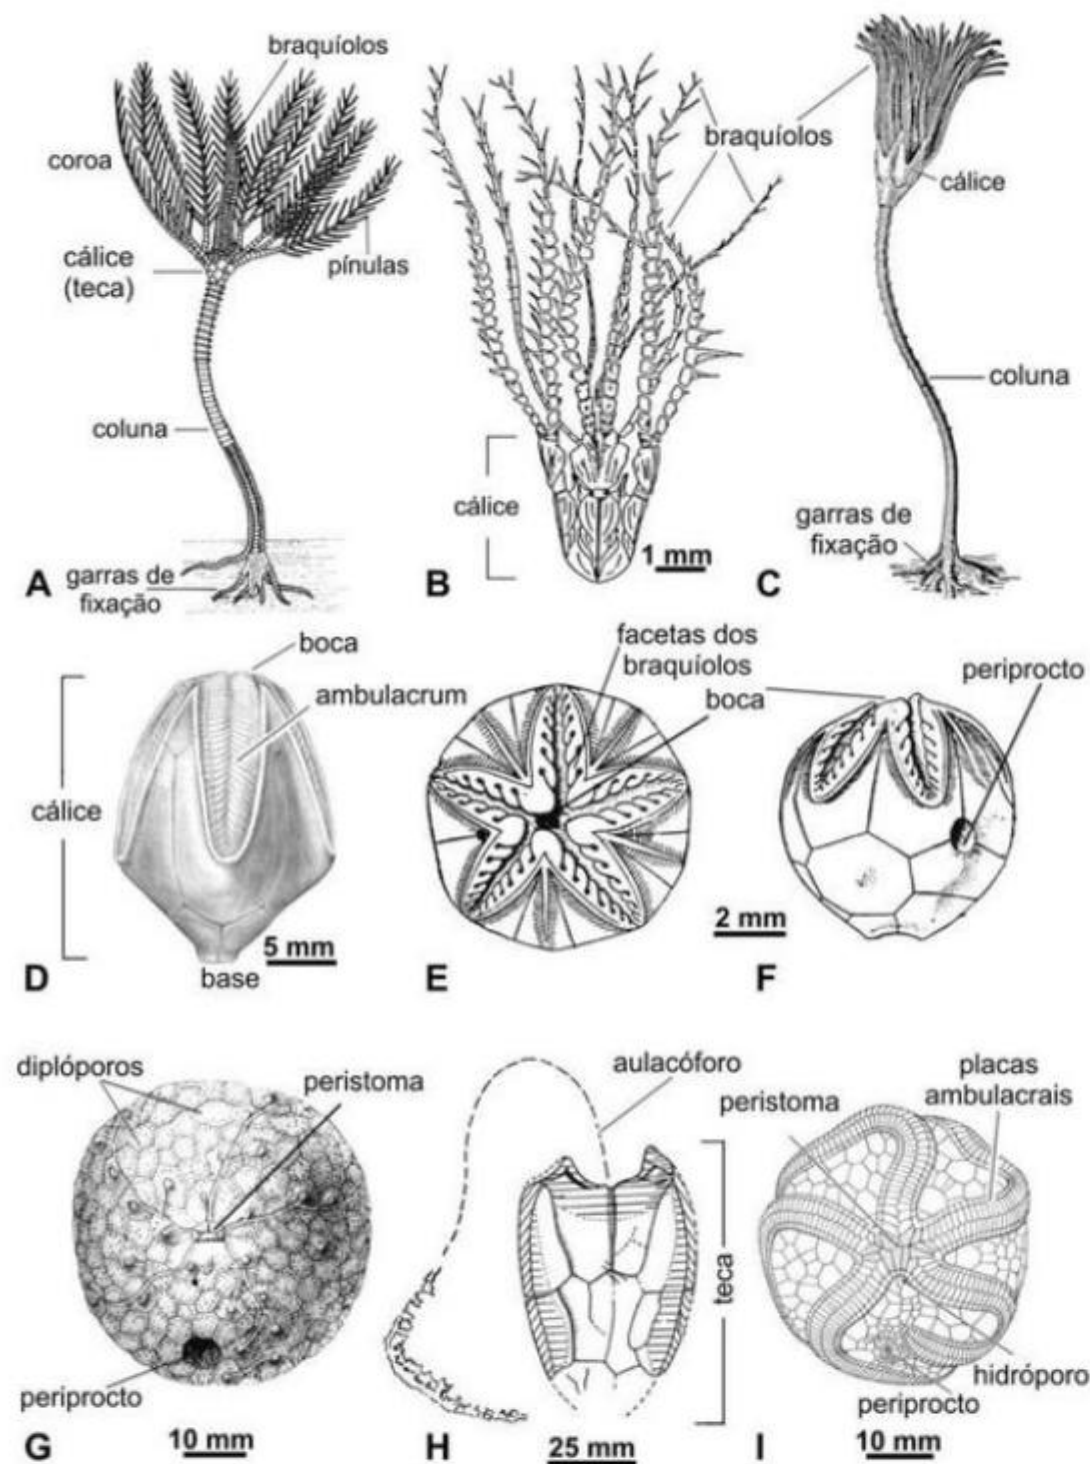 braquíolos
coroa
cálice
(teca)
pínulas
coluna
garras de
fixação
A
braquíolos
cálice
1 mm
B
cálice
coluna
garras de
fixação
C
boca
ambulacrum
cálice
5 mm
base
D
facetas dos
braquíolos
boca
E
periprocto
2 mm
F
diplóporos
peristoma
periprocto
10 mm
G
aulacóforo
teca
25 mm
H
placas
ambulacrais
peristoma
hidróporo
periprocto
10 mm
I